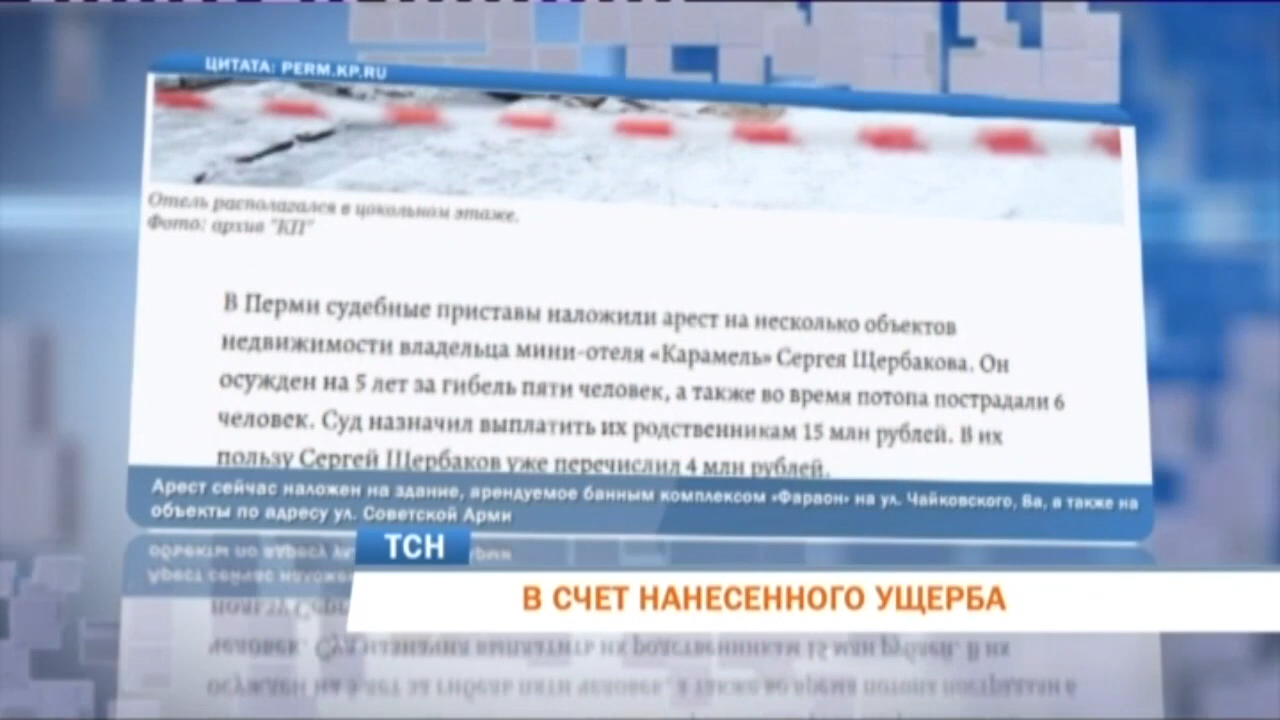 ЦИТАТА: PERM.KP.RU
Отель располагался в цокольном этаже.
Фото: архив "КП"
В Перми судебные приставы наложили арест на несколько объектов
недвижимости владельца мини-отеля «Карамель» Сергея Щербакова. Он
осужден на 5 лет за гибель пяти человек, а также во время потопа пострадали 6
человек. Суд назначил выплатить их родственникам 15 млн рублей. В их
пользу Сергей Щербаков уже перечислил 4 млн рублей.
Арест сейчас наложен на здание, арендуемое банным комплексом «Фараон» на ул. Чайковского, 8а, а также на
объекты по адресу ул. Советской Арми
ТСН
В СЧЕТ НАНЕСЕННОГО УЩЕРБА